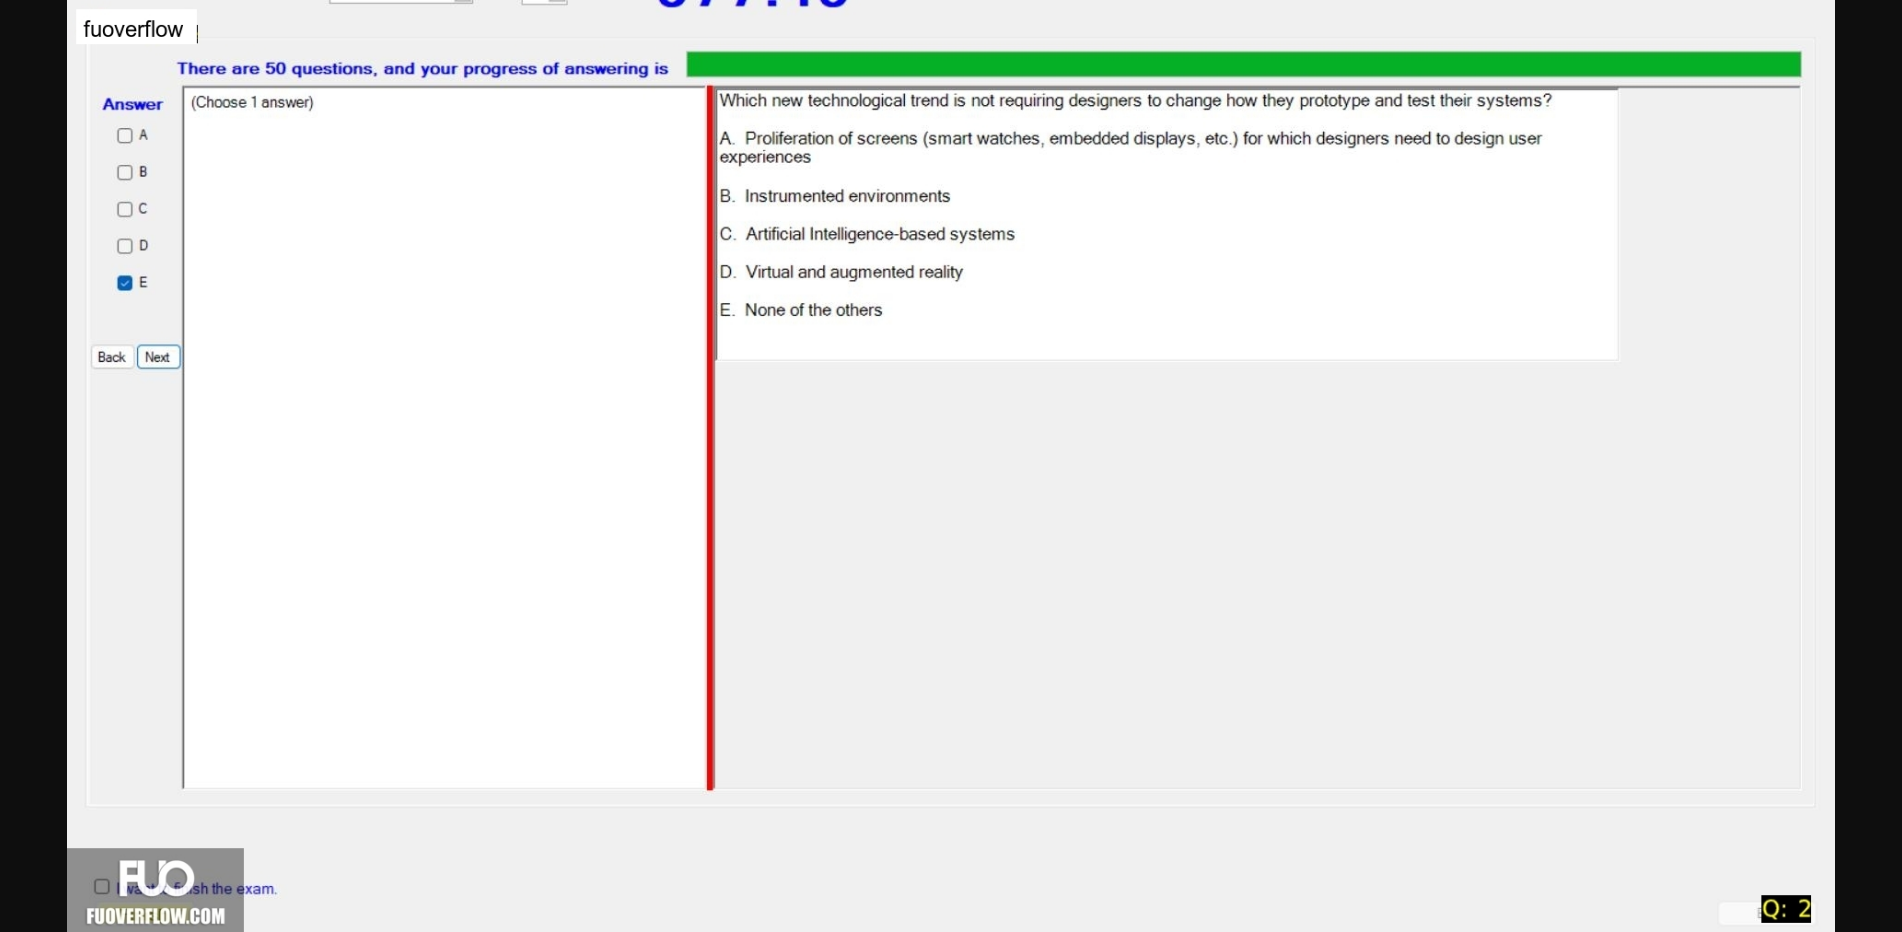 fuoverflow
There are 50 questions, and your progress of answering is
Answer
(Choose 1 answer)
A
B
C
D
E
Back Next
Which new technological trend is not requiring designers to change how they prototype and test their systems?
A. Proliferation of screens (smart watches, embedded displays, etc.) for which designers need to design user
experiences
B. Instrumented environments
C. Artificial Intelligence-based systems
D. Virtual and augmented reality
E. None of the others
FUO
the exam.
FUOVERFLOW.COM
Q: 2